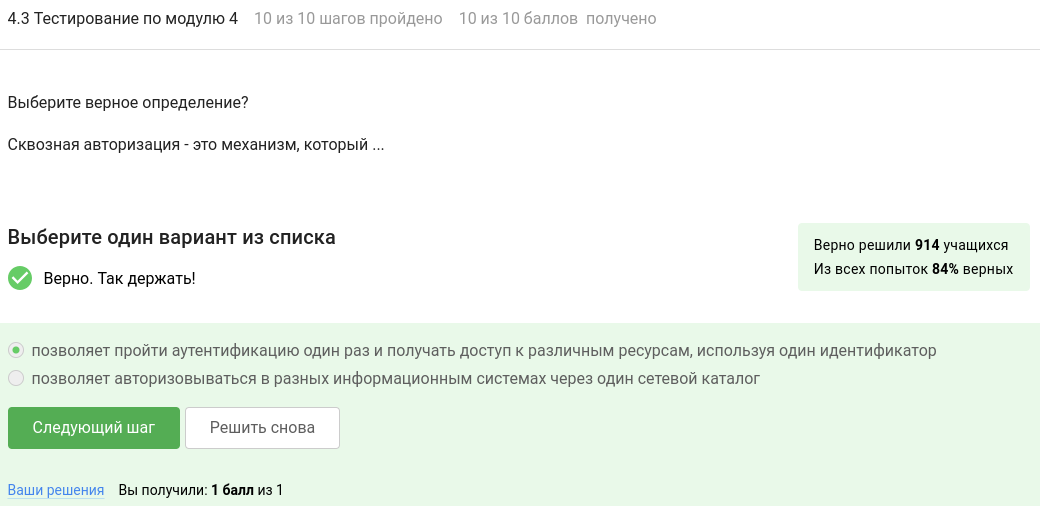 4.3 Тестирование по модулю 4 10 из 10 шагов пройдено 10 из 10 баллов получено
Выберите верное определение?
Сквозная авторизация - это механизм, который ...
Выберите один вариант из списка
Верно. Так держать!
Верно решили 914 учащихся
Из всех попыток 84% верных
позволяет пройти аутентификацию один раз и получать доступ к различным ресурсам, используя один идентификатор
позволяет авторизовываться в разных информационным системах через один сетевой каталог
Следующий шаг Решить снова
Ваши решения Вы получили: 1 балл из 1